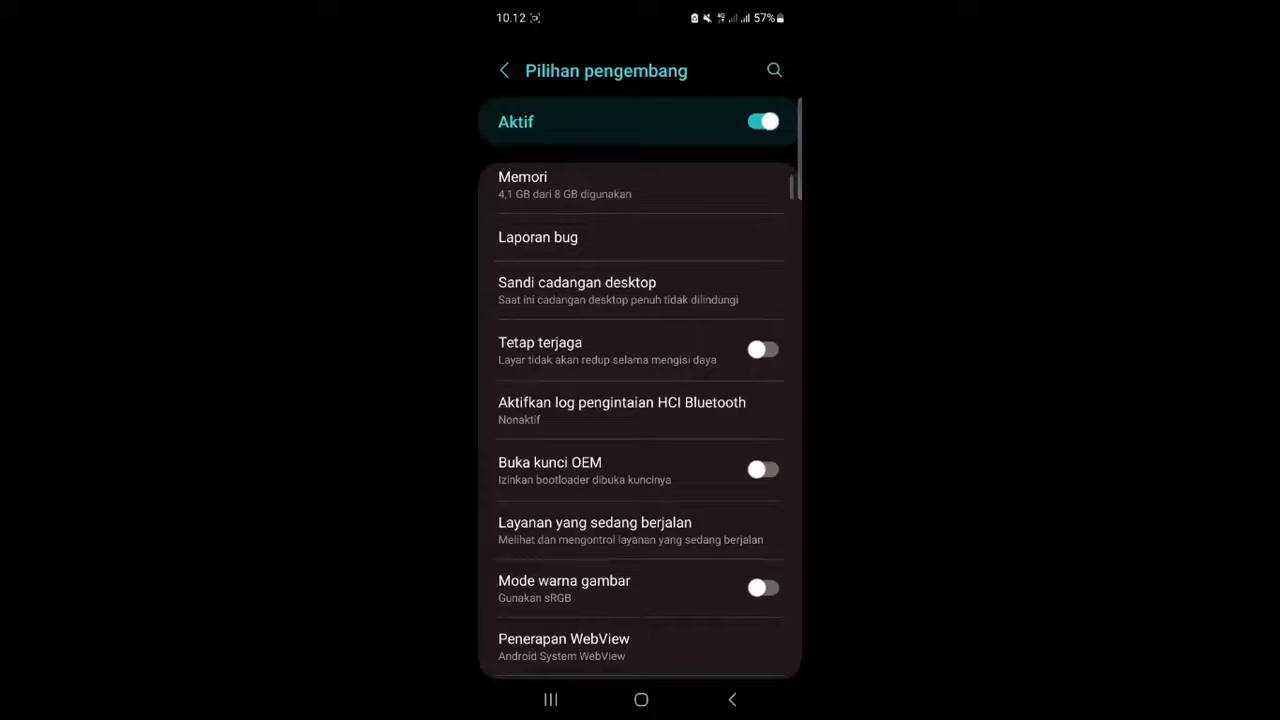 10.12
57%
Pilihan pengembang
Aktif
Memori
4,1 GB dari 8 GB digunakan
Laporan bug
Sandi cadangan desktop
Saat ini cadangan desktop penuh tidak dilindungi
Tetap terjaga
Layar tidak akan redup selama mengisi daya
Aktifkan log pengintaian HCI Bluetooth
Nonaktif
Buka kunci OEM
Izinkan bootloader dibuka kuncinya
Layanan yang sedang berjalan
Melihat dan mengontrol layanan yang sedang berjalan
Mode warna gambar
Gunakan sRGB
Penerapan WebView
Android System WebView